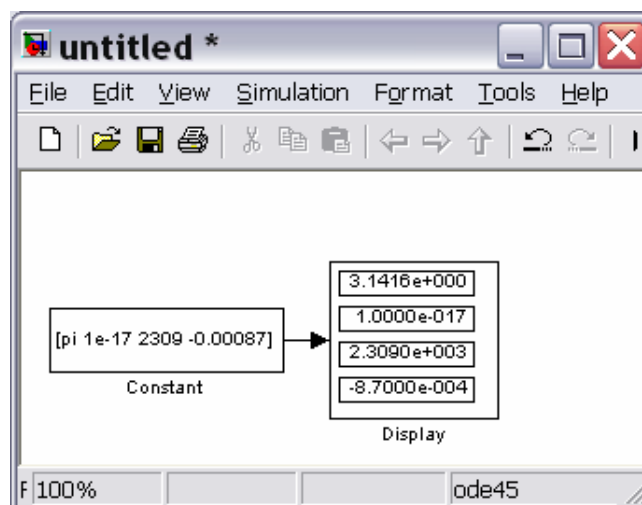 untitled *
File Edit View Simulation Format Tools Help
3.1416e+000
1.0000e-017
[pi 1e-17 2309 -0.00087]
2.3090e+003
-8.7000e-004
Constant
Display
F 100% ode45